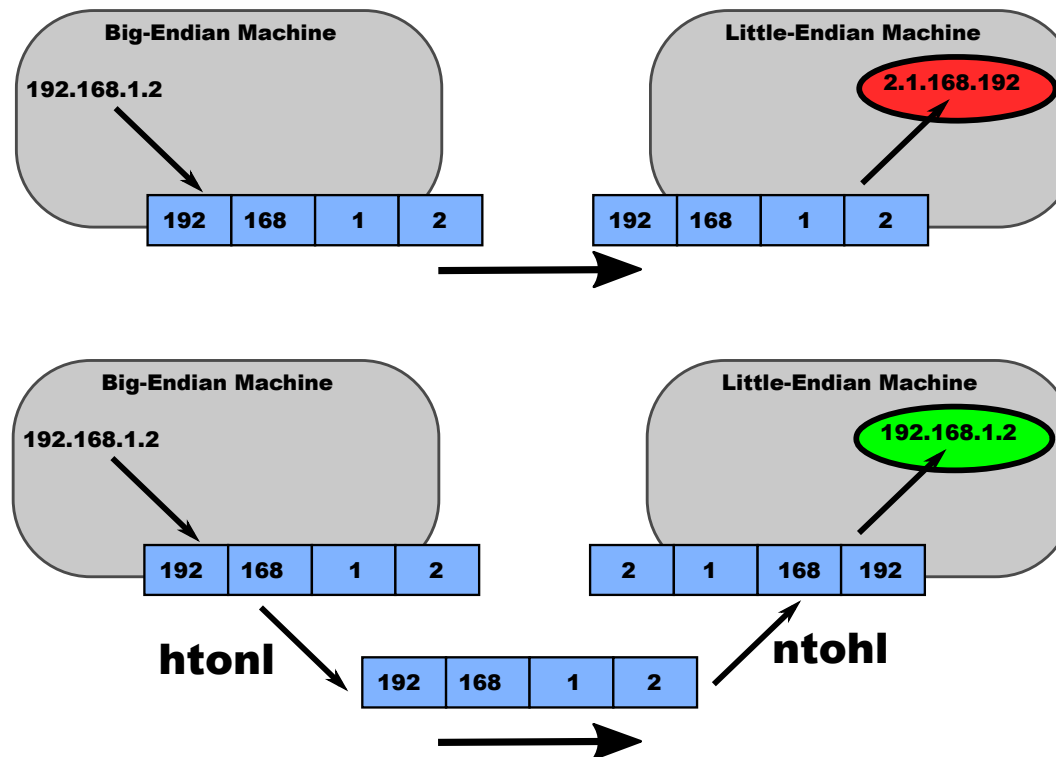 Big-Endian Machine
Little-Endian Machine
192.168.1.2
2.1.168.192
192 168 1 2
192 168 1 2
Big-Endian Machine
Little-Endian Machine
192.168.1.2
192.168.1.2
192 168 1 2
2 1 168 192
htonl
ntohl
192 168 1 2